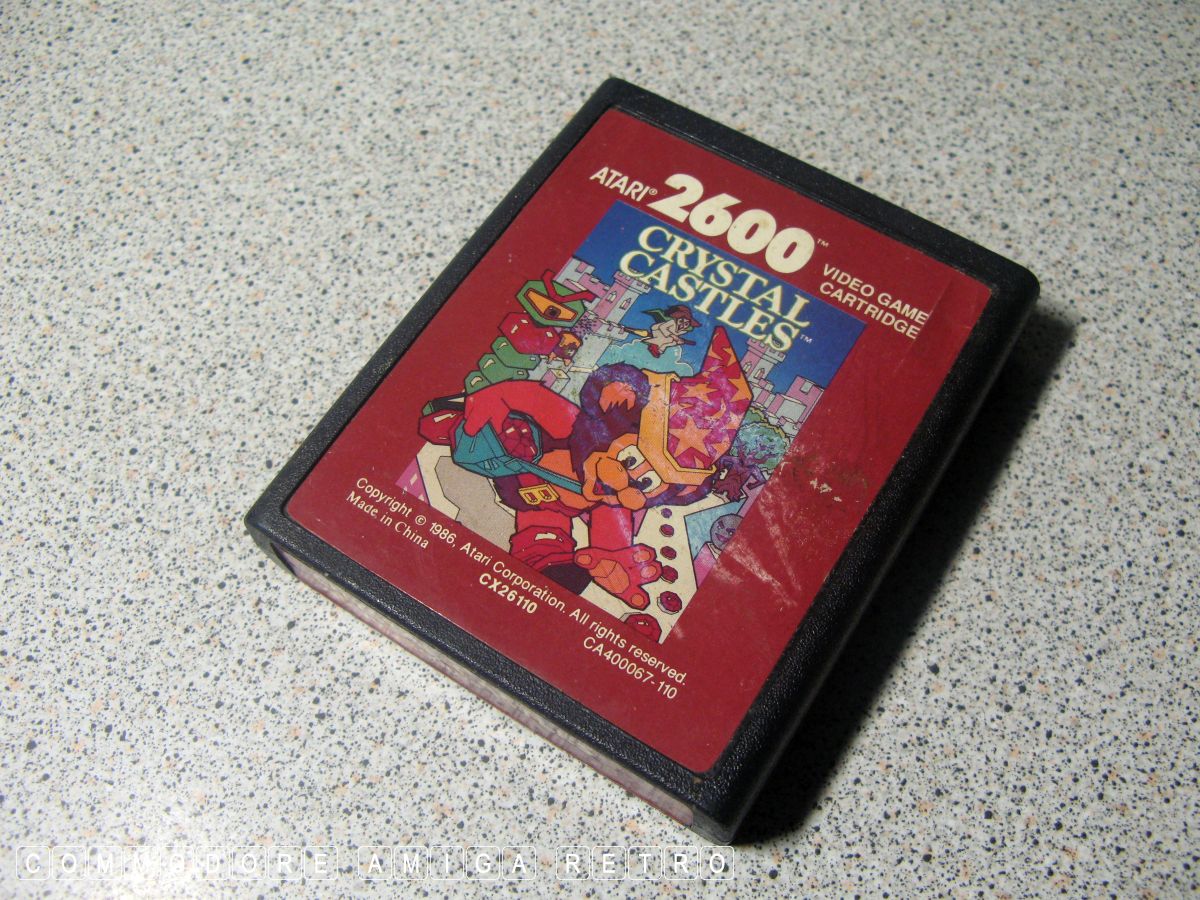 ATARI® 2600™
VIDEO GAME
CARTRIDGE
CRYSTAL
CASTLES™
Copyright © 1986, Atari Corporation. All rights reserved.
Made in China
CX26110
CA400067-110
COMMODORE AMIGA RETRO